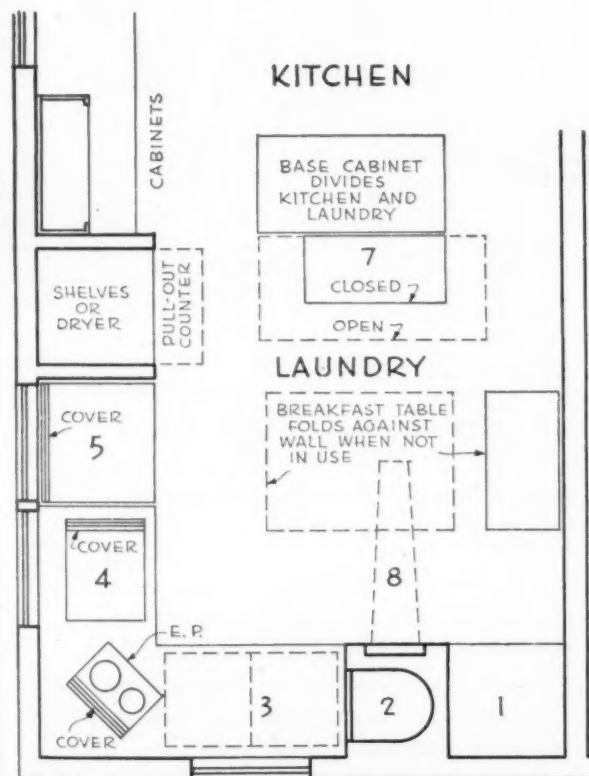 KITCHEN
CABINETS
BASE CABINET
DIVIDES
KITCHEN AND
LAUNDRY
7
CLOSED
OPEN
SHELVES
OR
DRYER
PULL-OUT
COUNTER
LAUNDRY
COVER
5
BREAKFAST TABLE
FOLDS AGAINST
WALL WHEN NOT
IN USE
COVER
4
8
E.P.
3
2
1
COVER